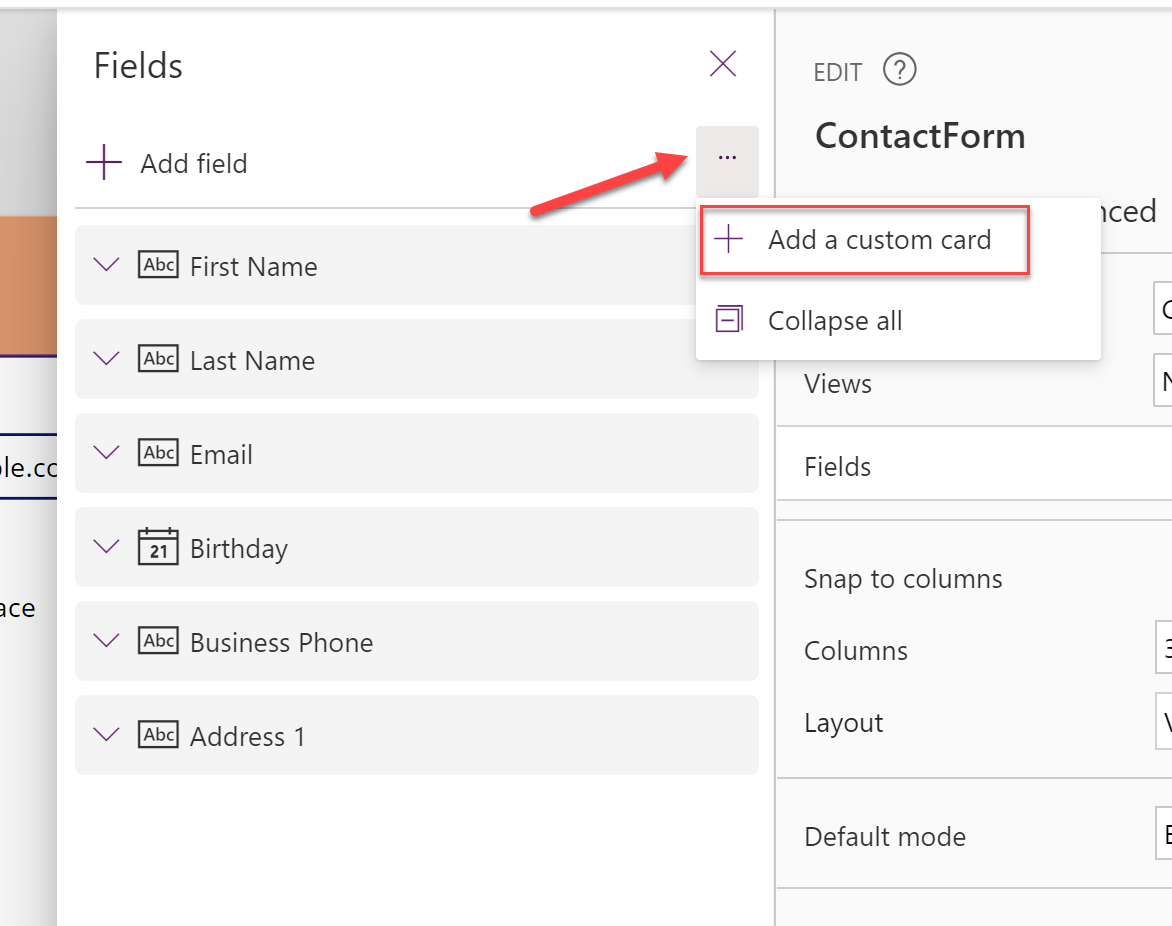 Fields
Add field
...
Add a custom card
Collapse all
Abc First Name
Abc Last Name
Abc Email
21 Birthday
Abc Business Phone
Abc Address 1
EDIT ?
ContactForm
nced
Views
Fields
Snap to columns
Columns
3
Layout
Default mode
ple.co
ace